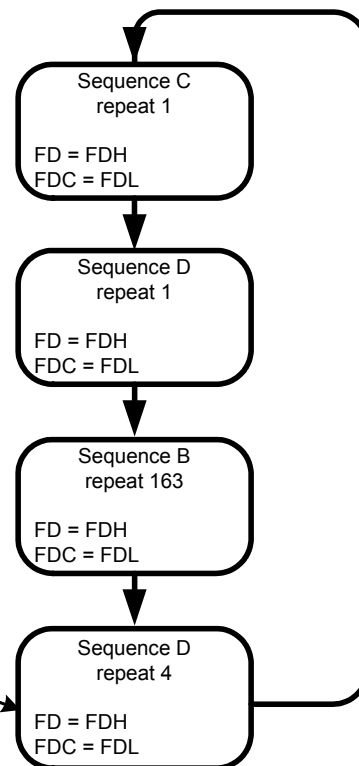 Sequence C
repeat 1
FD = FDH
FDC = FDL
Sequence D
repeat 1
FD = FDH
FDC = FDL
Sequence B
repeat 163
FD = FDH
FDC = FDL
Sequence D
repeat 4
FD = FDH
FDC = FDL